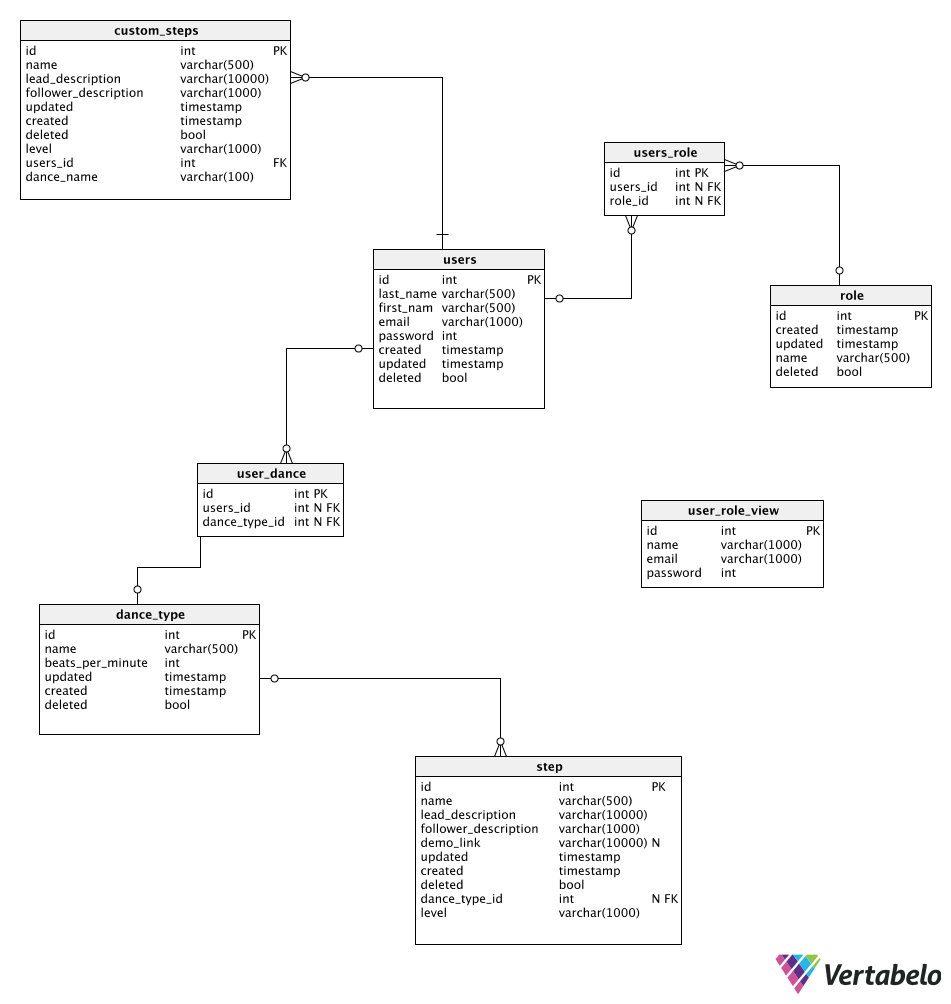 custom_steps
id int PK
name varchar(500)
lead_description varchar(10000)
follower_description varchar(1000)
updated timestamp
created timestamp
deleted bool
level varchar(1000)
users_id int FK
dance_name varchar(100)
users_role
id int PK
users_id int N FK
role_id int N FK
users
id int PK
last_name varchar(500)
first_nam varchar(500)
email varchar(1000)
password int
created timestamp
updated timestamp
deleted bool
role
id int PK
created timestamp
updated timestamp
name varchar(500)
deleted bool
user_dance
id int PK
users_id int N FK
dance_type_id int N FK
user_role_view
id int PK
name varchar(1000)
email varchar(1000)
password int
dance_type
id int PK
name varchar(500)
beats_per_minute int
updated timestamp
created timestamp
deleted bool
step
id int PK
name varchar(500)
lead_description varchar(10000)
follower_description varchar(1000)
demo_link varchar(10000) N
updated timestamp
created timestamp
deleted bool
dance_type_id int N FK
level varchar(1000)
Vertabelo